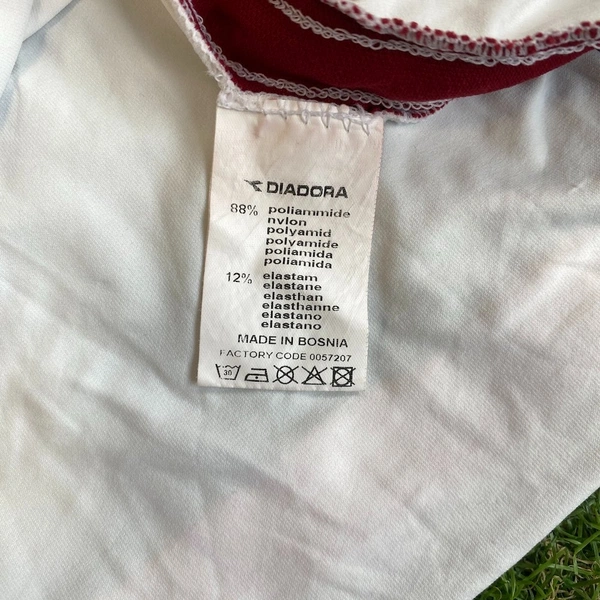 DIADORA
88% poliammide
nylon
polyamid
polyamide
poliamida
poliamida
12% elastam
elastane
elasthan
elasthanne
elastano
elastano
MADE IN BOSNIA
FACTORY CODE 0057207
30